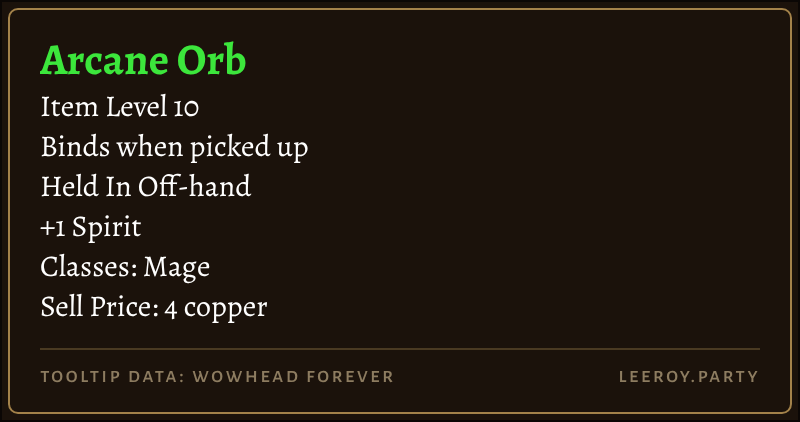 Arcane Orb
Item Level 10
Binds when picked up
Held In Off-hand
+1 Spirit
Classes: Mage
Sell Price: 4 copper
TOOLTIP DATA: WOWHEAD FOREVER
LEEROY.PARTY